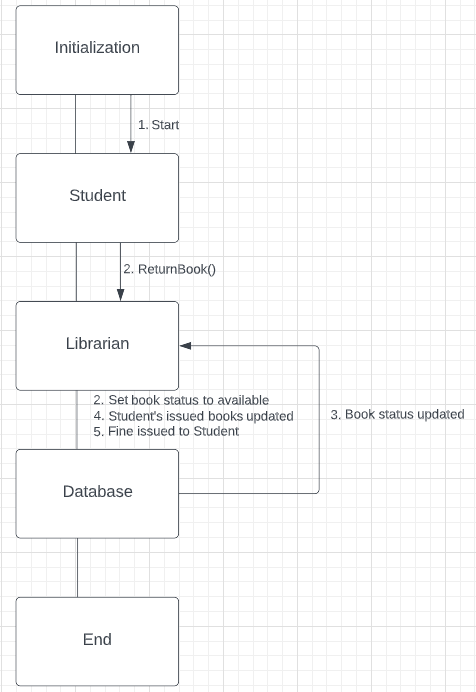 Initialization
1. Start
Student
2. ReturnBook()
Librarian
2. Set book status to available
4. Student's issued books updated
5. Fine issued to Student
3. Book status updated
Database
End